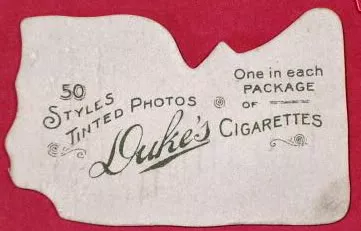 50
STYLES
TINTED PHOTOS
One in each
PACKAGE
OF
Duke's CIGARETTES